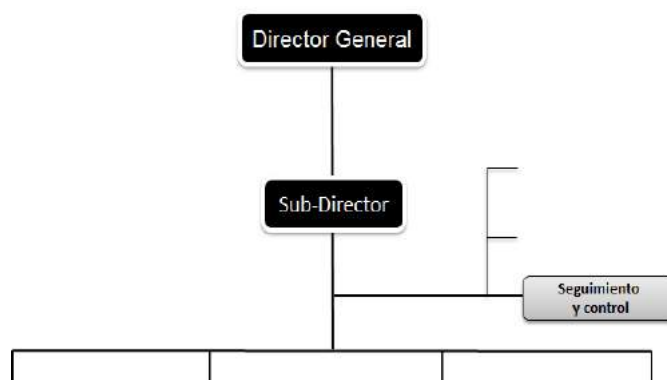 Director General
Sub-Director
Seguimiento
y control